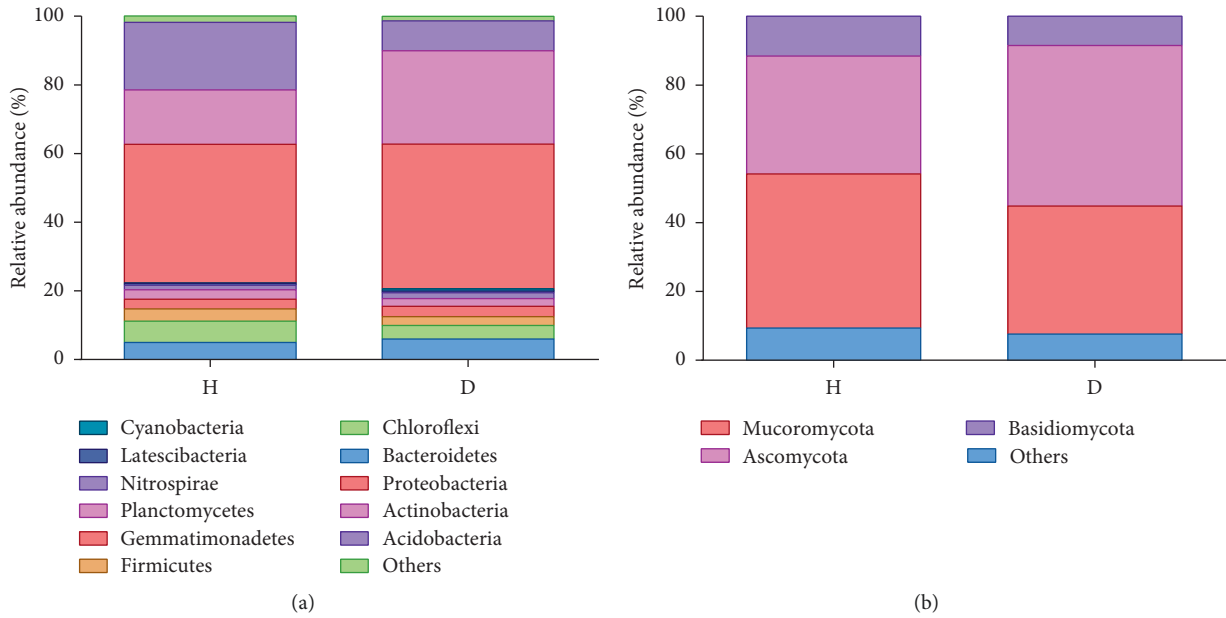 Relative abundance (%)
100
80
60
40
20
0
H
D
Cyanobacteria
Latescibacteria
Nitrospirae
Planctomycetes
Gemmatimonadetes
Firmicutes
Chloroflexi
Bacteroidetes
Proteobacteria
Actinobacteria
Acidobacteria
Others
(a)
Relative abundance (%)
100
80
60
40
20
0
H
D
Mucoromycota
Ascomycota
Basidiomycota
Others
(b)